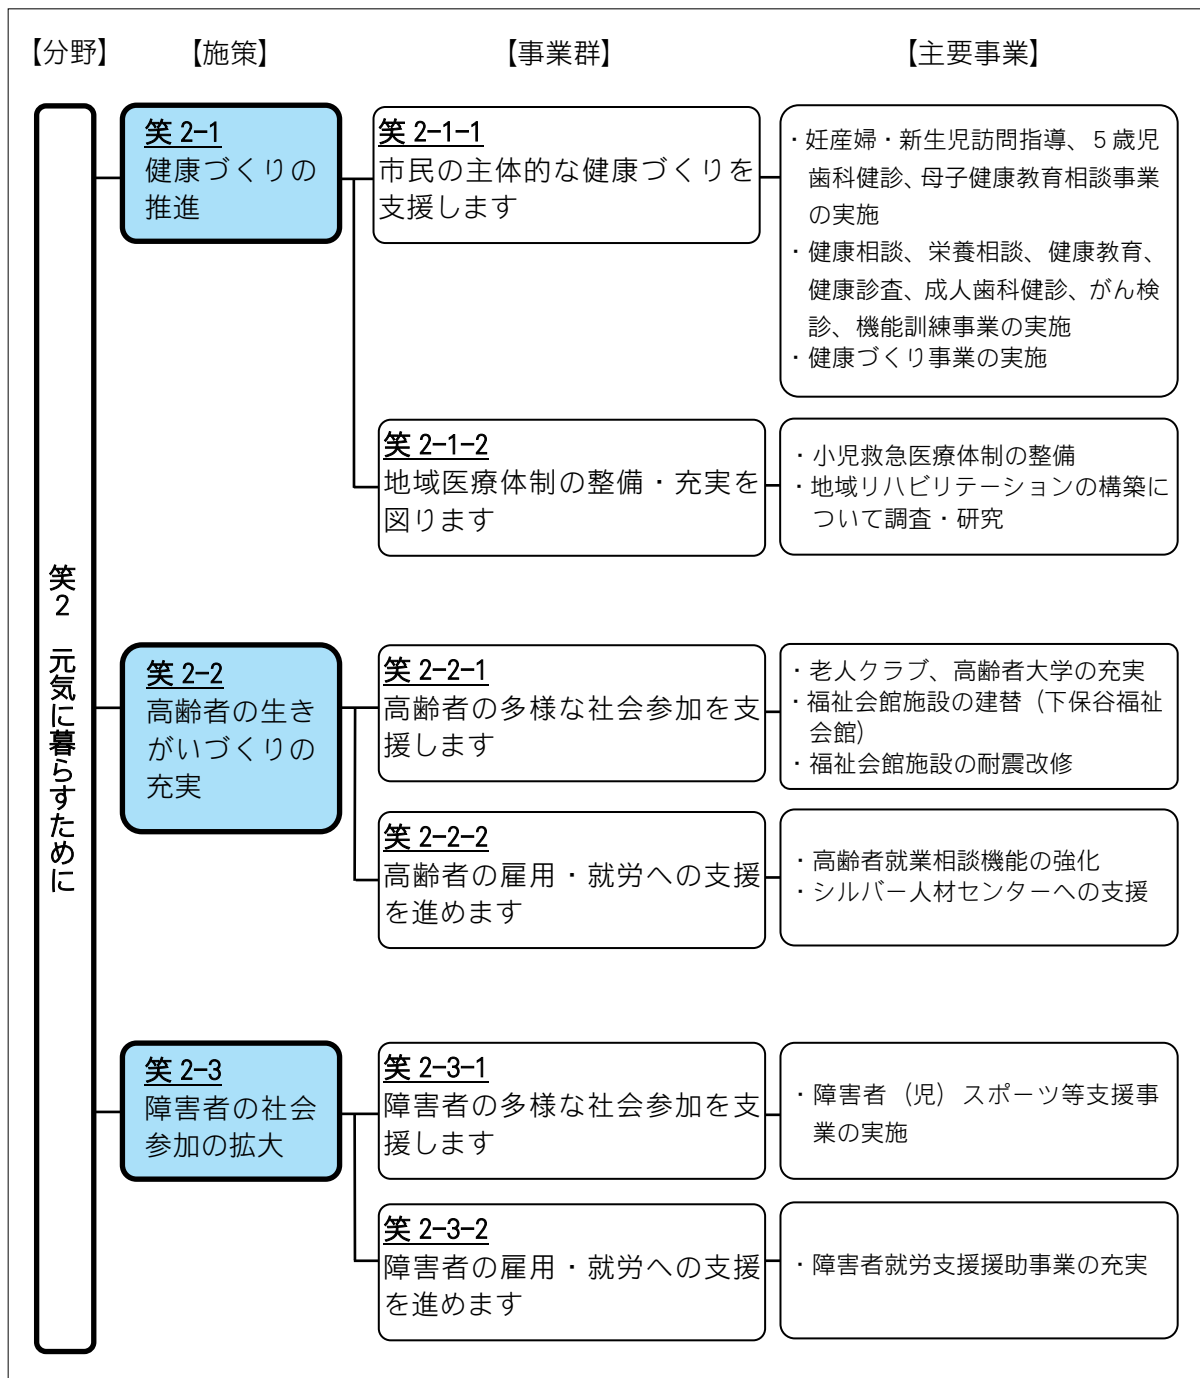 【分野】 【施策】 【事業群】 【主要事業】
笑2 元気に暮らすために
笑 2-1
健康づくりの
推進
笑 2-1-1
市民の主体的な健康づくりを
支援します
・妊産婦・新生児訪問指導、5歳児
歯科健診、母子健康教育相談事業
の実施
・健康相談、栄養相談、健康教育、
健康診査、成人歯科健診、がん検
診、機能訓練事業の実施
・健康づくり事業の実施
笑 2-1-2
地域医療体制の整備・充実を
図ります
・小児救急医療体制の整備
・地域リハビリテーションの構築に
ついて調査・研究
笑 2-2
高齢者の生き
がいづくりの
充実
笑 2-2-1
高齢者の多様な社会参加を支
援します
・老人クラブ、高齢者大学の充実
・福祉会館施設の建替(下保谷福祉
会館)
・福祉会館施設の耐震改修
笑 2-2-2
高齢者の雇用・就労への支援
を進めます
・高齢者就業相談機能の強化
・シルバー人材センターへの支援
笑 2-3
障害者の社会
参加の拡大
笑 2-3-1
障害者の多様な社会参加を支
援します
・障害者(児)スポーツ等支援事
業の実施
笑 2-3-2
障害者の雇用・就労への支援
を進めます
・障害者就労支援援助事業の充実